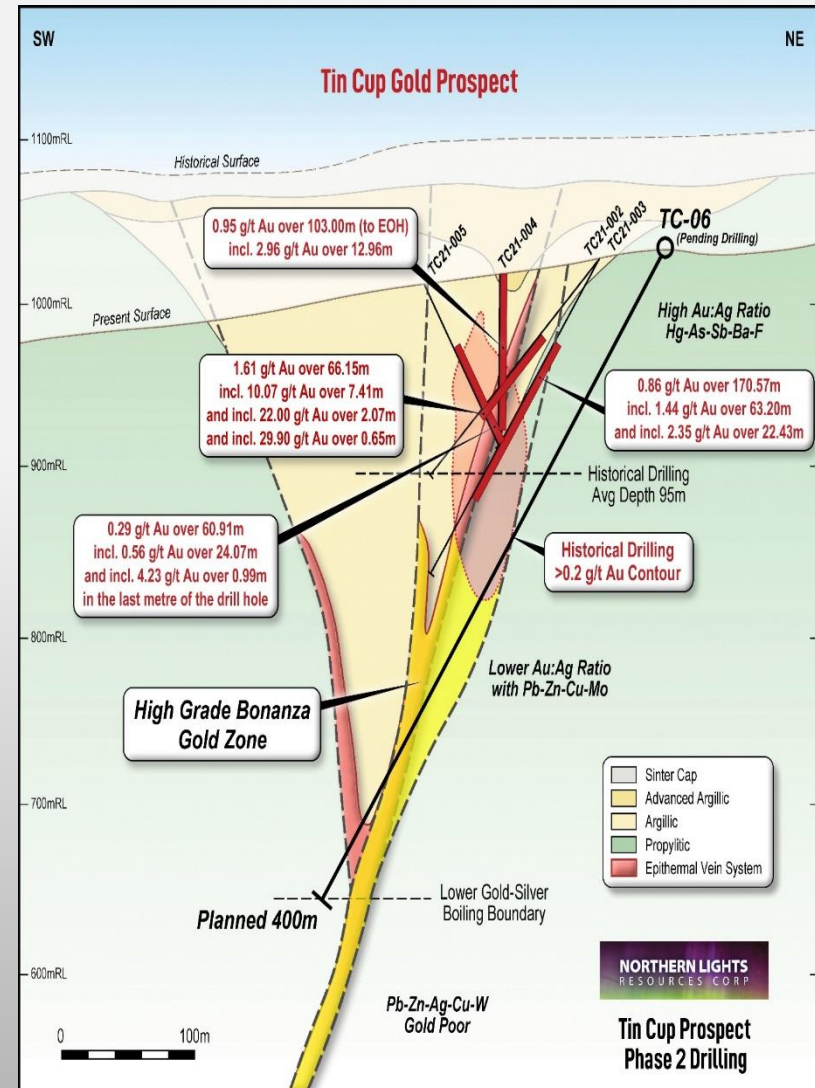 SW
NE
Tin Cup Gold Prospect
1100mRL
Historical Surface
0.95 g/t Au over 103.00m (to EOH)
incl. 2.96 g/t Au over 12.96m
TC21-005
TC21-004
TC21-002
TC21-003
TC-06
(Pending Drilling)
1000mRL
Present Surface
High Au:Ag Ratio
Hg-As-Sb-Ba-F
1.61 g/t Au over 66.15m
incl. 10.07 g/t Au over 7.41m
and incl. 22.00 g/t Au over 2.07m
and incl. 29.90 g/t Au over 0.65m
0.86 g/t Au over 170.57m
incl. 1.44 g/t Au over 63.20m
and incl. 2.35 g/t Au over 22.43m
900mRL
Historical Drilling
Avg Depth 95m
0.29 g/t Au over 60.91m
incl. 0.56 g/t Au over 24.07m
and incl. 4.23 g/t Au over 0.99m
in the last metre of the drill hole
Historical Drilling
>0.2 g/t Au Contour
800mRL
Lower Au:Ag Ratio
with Pb-Zn-Cu-Mo
High Grade Bonanza
Gold Zone
700mRL
Sinter Cap
Advanced Argillic
Argillic
Propylitic
Epithermal Vein System
Planned 400m
Lower Gold-Silver
Boiling Boundary
600mRL
Pb-Zn-Ag-Cu-W
Gold Poor
NORTHERN LIGHTS
RESOURCES CORP
Tin Cup Prospect
Phase 2 Drilling
0
100m